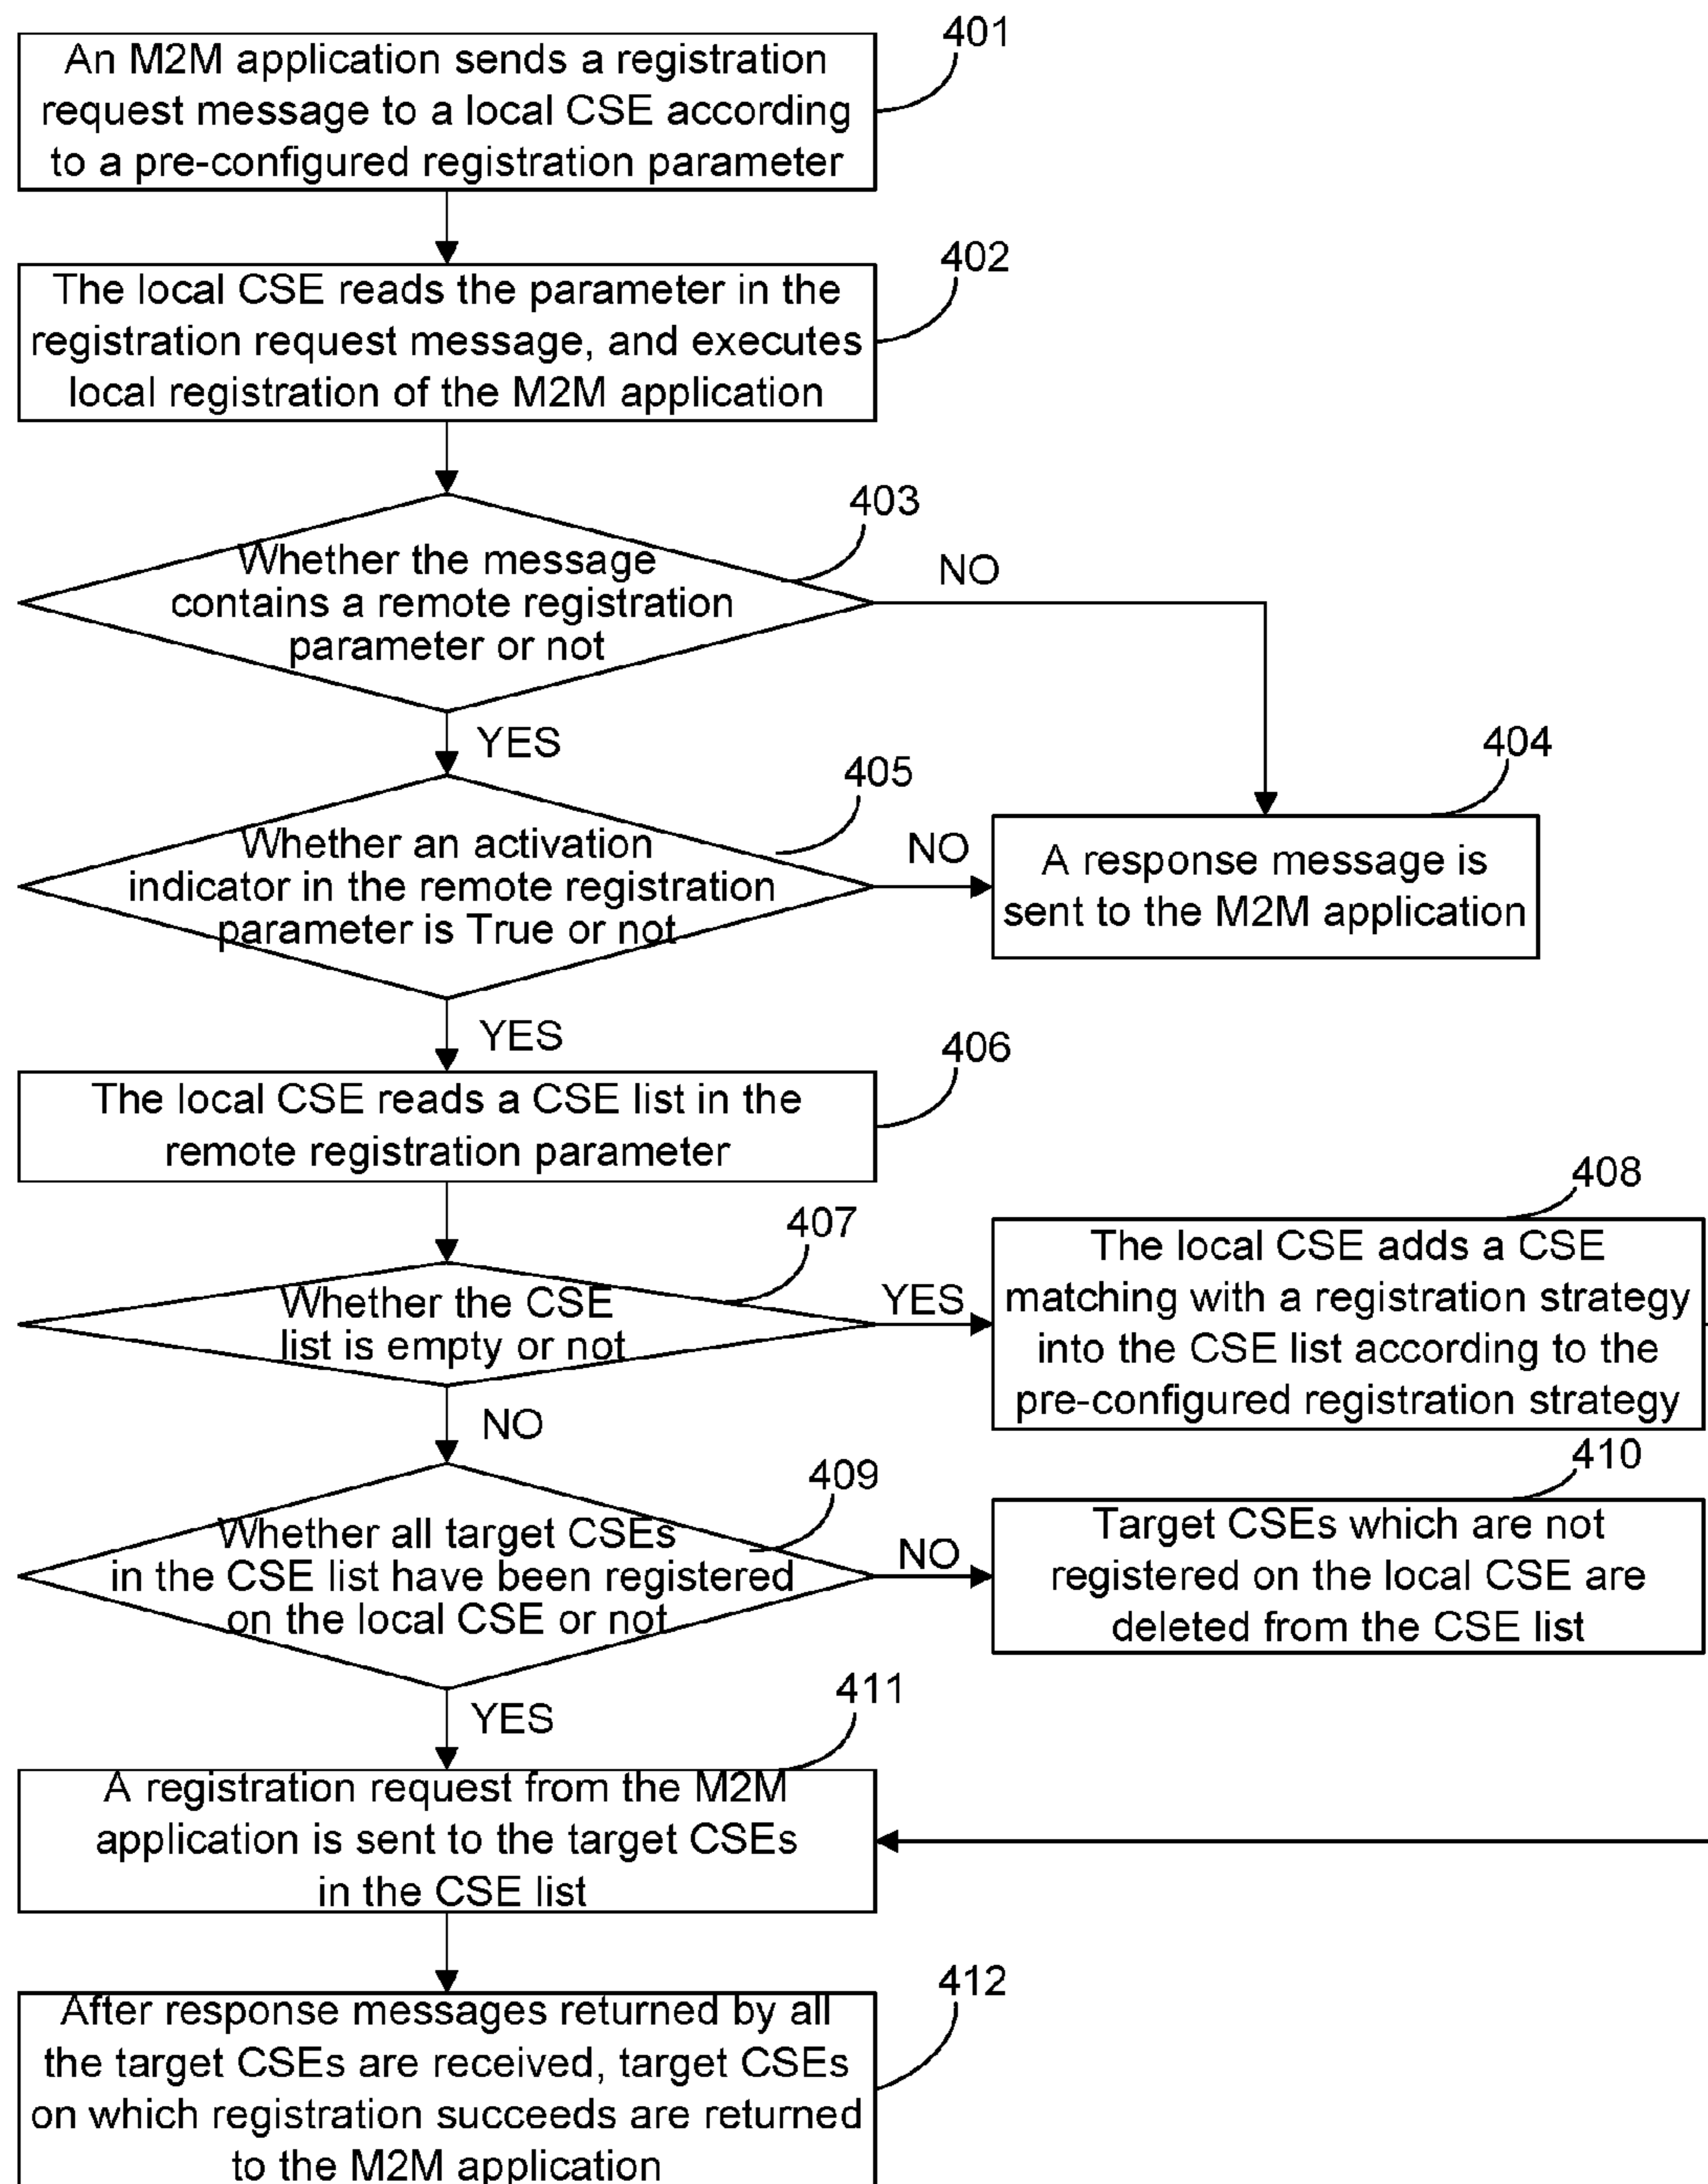 401
An M2M application sends a registration
request message to a local CSE according
to a pre-configured registration parameter
402
The local CSE reads the parameter in the
registration request message, and executes
local registration of the M2M application
403
Whether the message
contains a remote registration
parameter or not
NO
YES
404
405
Whether an activation
indicator in the remote registration
parameter is True or not
NO
A response message is
sent to the M2M application
YES
406
The local CSE reads a CSE list in the
remote registration parameter
407
Whether the CSE
list is empty or not
YES
408
The local CSE adds a CSE
matching with a registration strategy
into the CSE list according to the
pre-configured registration strategy
NO
409
Whether all target CSEs
in the CSE list have been registered
on the local CSE or not
NO
410
Target CSEs which are not
registered on the local CSE are
deleted from the CSE list
YES
411
A registration request from the M2M
application is sent to the target CSEs
in the CSE list
412
After response messages returned by all
the target CSEs are received, target CSEs
on which registration succeeds are returned
to the M2M application